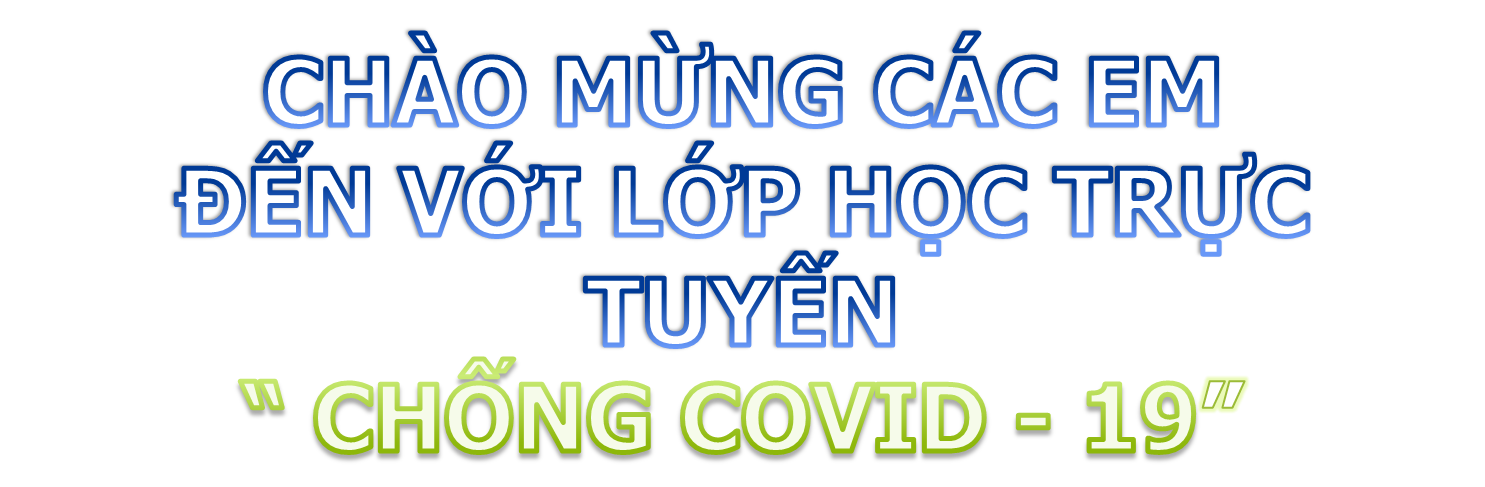 CHÀO MỪNG CÁC EM
ĐẾN VỚI LỚP HỌC TRỰC
TUYẾN
“ CHỐNG COVID - 19”